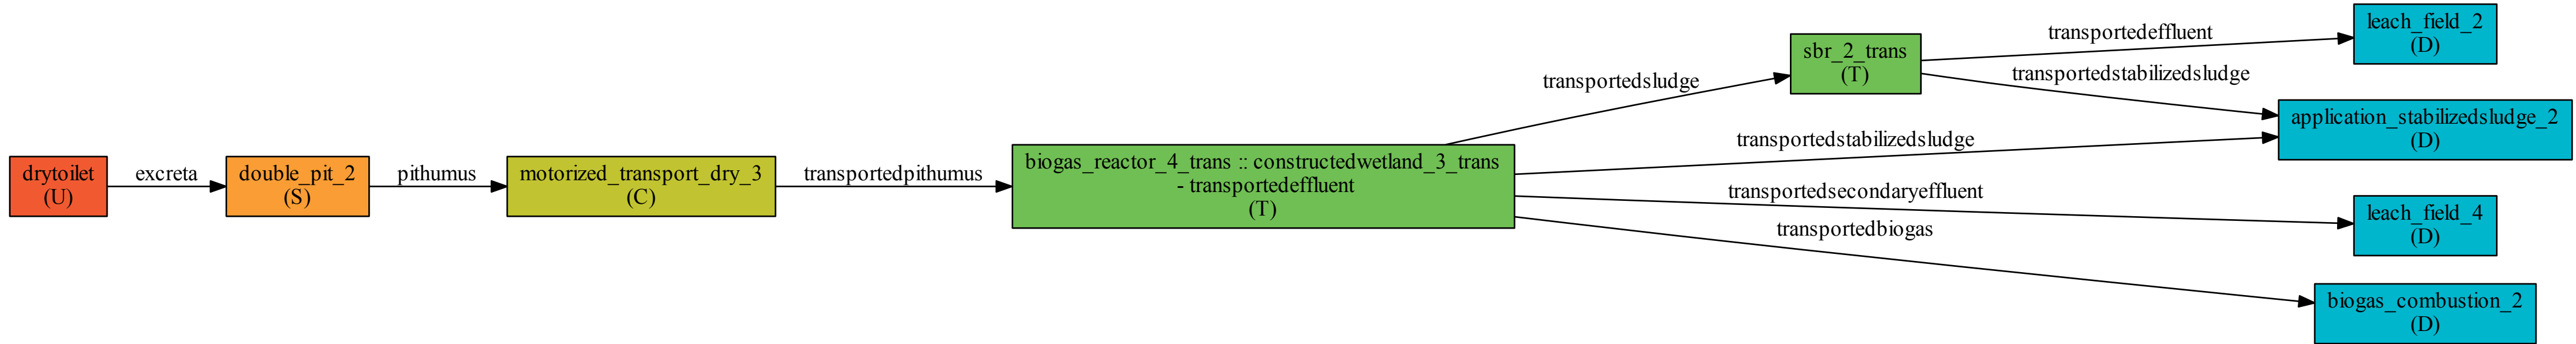 drytoilet
(U)
excreta
double_pit_2
(S)
pithumus
motorized_transport_dry_3
(C)
transportedpithumus
biogas_reactor_4_trans :: constructedwetland_3_trans
- transportedeffluent
(T)
transportedsludge
sbr_2_trans
(T)
transportedeffluent
leach_field_2
(D)
transportedstabilizedsludge
application_stabilizedsludge_2
(D)
transportedstabilizedsludge
transportedsecondaryeffluent
leach_field_4
(D)
transportedbiogas
biogas_combustion_2
(D)